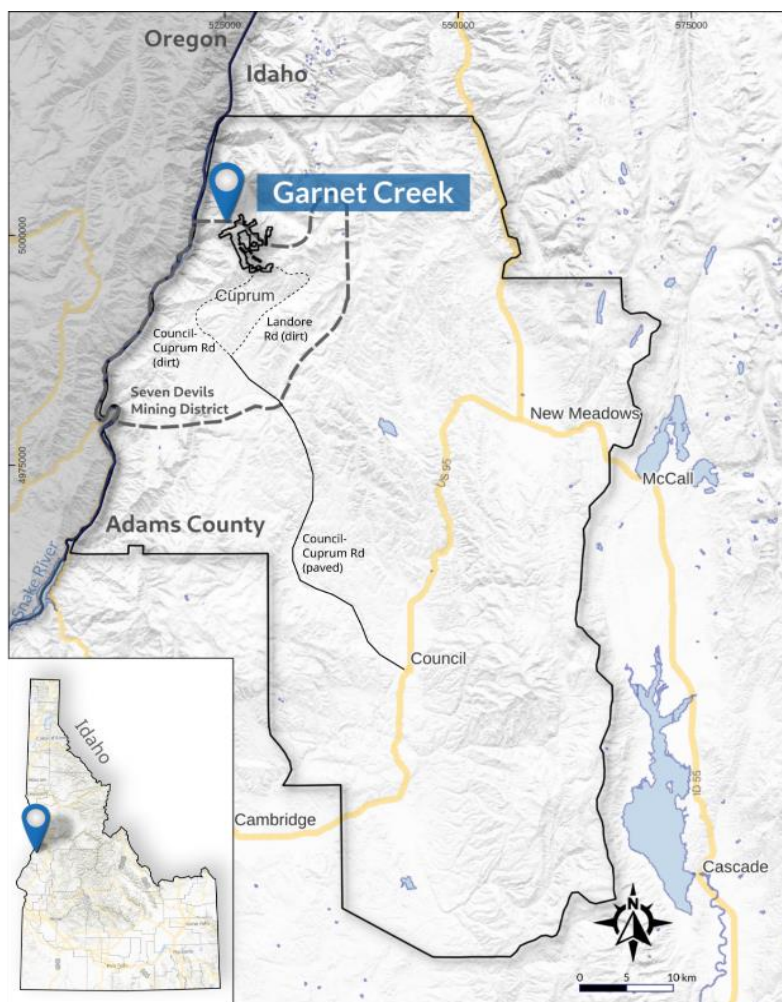 525000
550000
575000
Oregon
Idaho
Garnet Creek
5000000
Cuprum
Council-
Cuprum Rd
(dirt)
Landore
Rd (dirt)
Seven Devils
Mining District
New Meadows
4975000
US 95
McCall
Adams County
Council-
Cuprum Rd
(paved)
Snake River
Council
Idaho
ID 55
Cambridge
Cascade
N
0 5 10 km